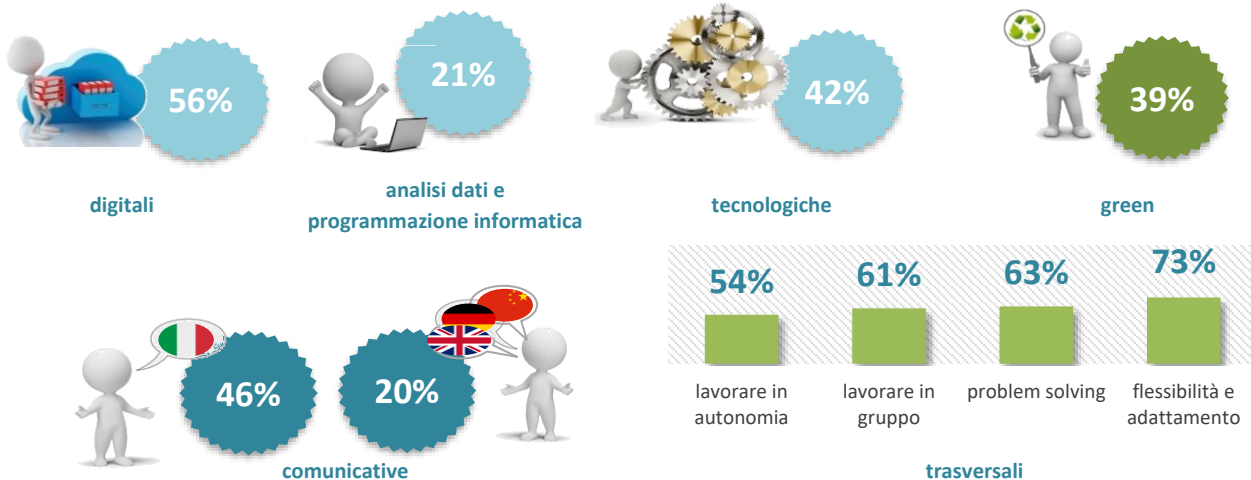 56%
21%
42%
39%
digitali
analisi dati e
programmazione informatica
tecnologiche
green
46%
20%
comunicative
54%
61%
63%
73%
lavorare in
autonomia
lavorare in
gruppo
problem solving
flessibilità e
adattamento
trasversali